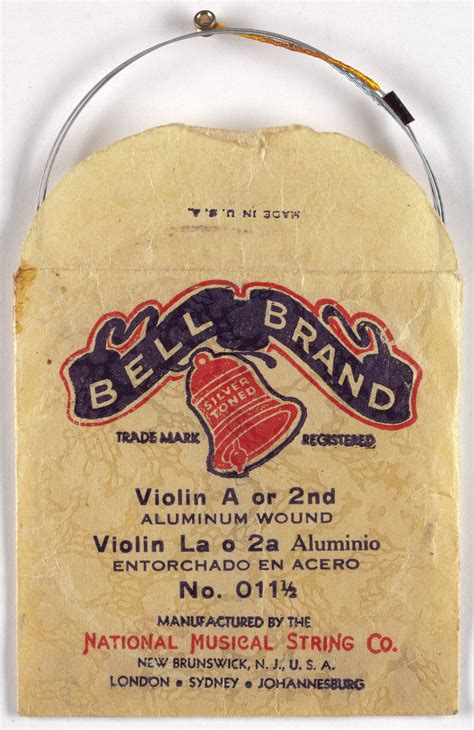 MADE IN U.S.A.
BELL BRAND
SILVER
TONED
TRADE MARK REGISTERED
Violin A or 2nd
ALUMINUM WOUND
Violin La o 2a Aluminio
ENTORCHADO EN ACERO
No. 011½
MANUFACTURED BY THE
NATIONAL MUSICAL STRING CO.
NEW BRUNSWICK, N. J., U. S. A.
LONDON • SYDNEY • JOHANNESBURG